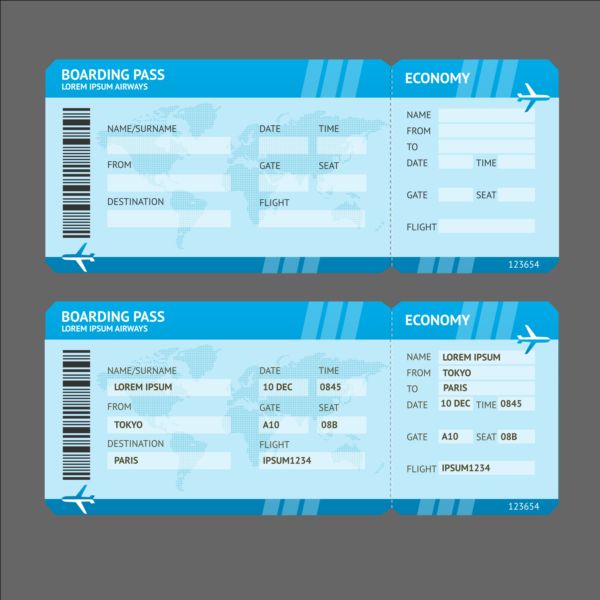 BOARDING PASS
LOREM IPSUM AIRWAYS
NAME/SURNAME DATE TIME
FROM GATE SEAT
DESTINATION FLIGHT
ECONOMY
NAME
FROM
TO
DATE TIME
GATE SEAT
FLIGHT
123654
BOARDING PASS
LOREM IPSUM AIRWAYS
NAME/SURNAME DATE TIME
LOREM IPSUM 10 DEC 0845
FROM GATE SEAT
TOKYO A10 08B
DESTINATION FLIGHT
PARIS IPSUM1234
ECONOMY
NAME LOREM IPSUM
FROM TOKYO
TO PARIS
DATE 10 DEC TIME 0845
GATE A10 SEAT 08B
FLIGHT IPSUM1234
123654